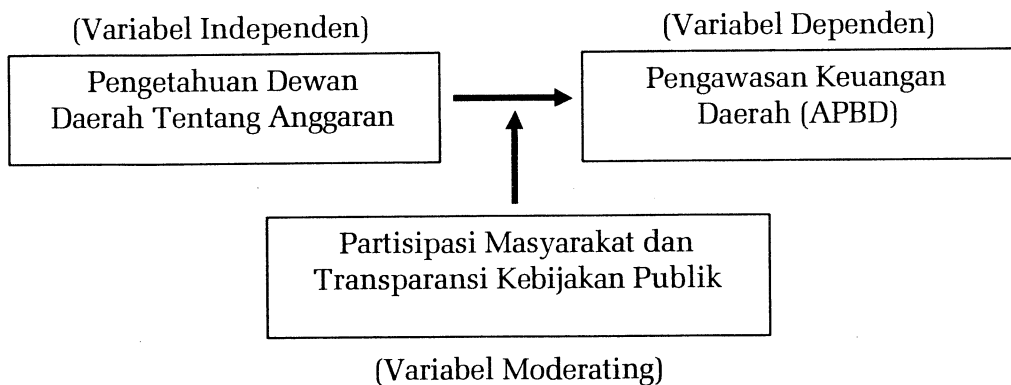 (Variabel Independen)
Pengetahuan Dewan
Daerah Tentang Anggaran
(Variabel Dependen)
Pengawasan Keuangan
Daerah (APBD)
Partisipasi Masyarakat dan
Transparansi Kebijakan Publik
(Variabel Moderating)